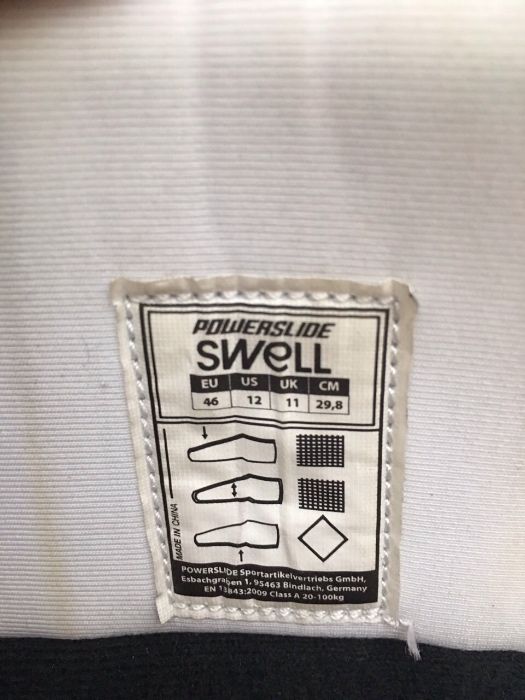 POWERSLIDE
SWeLL
EU US UK CM
46 12 11 29,8
MADE IN CHINA
POWERSLIDE Sportartikelvertriebs GmbH,
Esbachgraben 1, 95463 Bindlach, Germany
EN 13843:2009 Class A 20-100kg